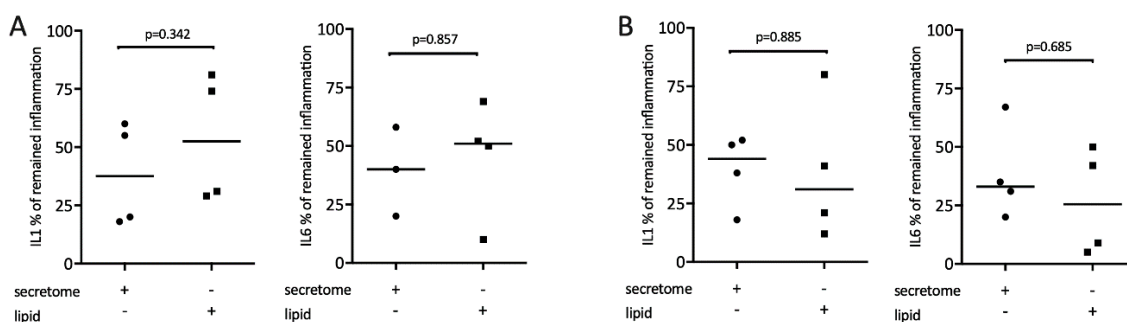 A
B
p=0.342
p=0.857
p=0.885
p=0.685
IL1 % of remained inflammation
100
75
50
25
0
IL6 % of remained inflammation
100
75
50
25
0
IL1 % of remained inflammation
100
75
50
25
0
IL6 % of remained inflammation
100
75
50
25
0
secretome + - secretome + - secretome + - secretome + -
lipid - + lipid - + lipid - + lipid - +